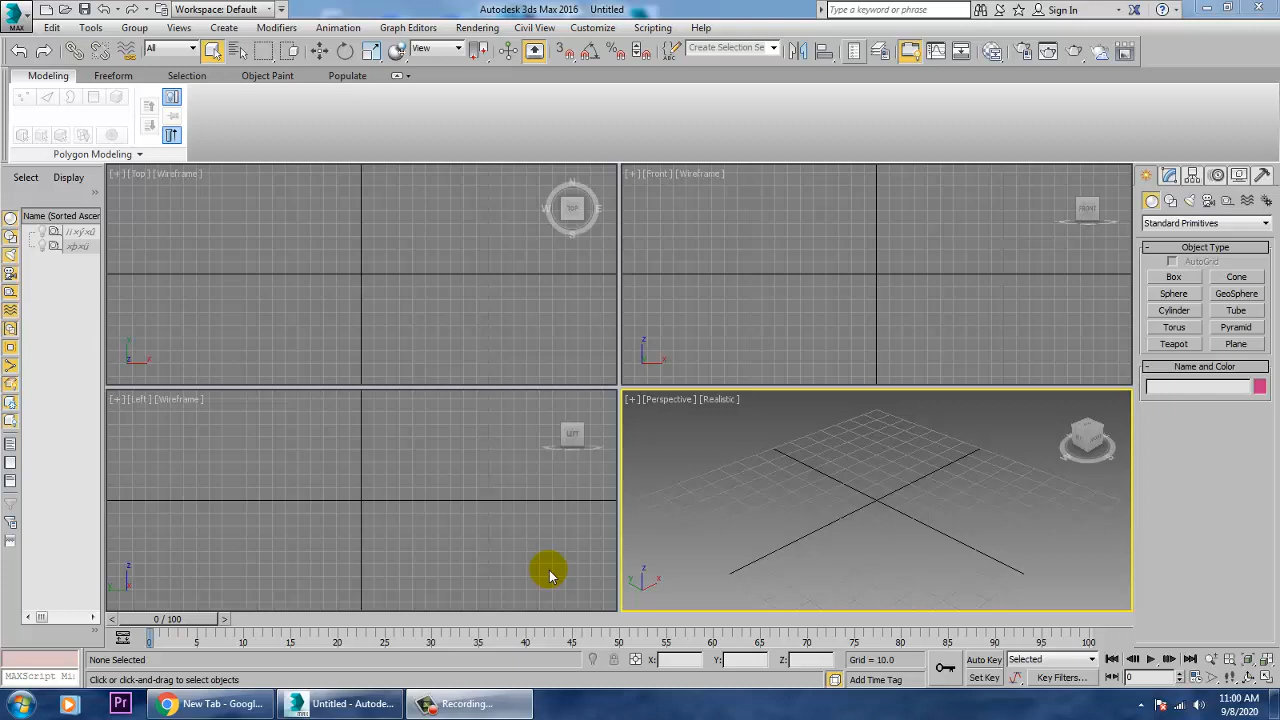 MAX
Workspace: Default
Autodesk 3ds Max 2016 Untitled
Type a keyword or phrase
Sign In
Edit Tools Group Views Create Modifiers Animation Graph Editors Rendering Civil View Customize Scripting Help
All
View
Create Selection Se
Modeling Freeform Selection Object Paint Populate
Polygon Modeling
Select Display
Name (Sorted Ascer
[+] [Top] [Wireframe]
TOP
[+] [Front] [Wireframe]
FRONT
[+] [Left] [Wireframe]
LEFT
[+] [Perspective] [Realistic]
Standard Primitives
Object Type
AutoGrid
Box Cone
Sphere GeoSphere
Cylinder Tube
Torus Pyramid
Teapot Plane
Name and Color
0 / 100
0 5 10 15 20 25 30 35 40 45 50 55 60 65 70 75 80 85 90 95 100
None Selected
X: Y: Z: Grid = 10.0
Auto Key Selected
MAXScript Mi:
Click or click-and-drag to select objects
Add Time Tag
Set Key Key Filters...
0
New Tab - Googl...
Untitled - Autode...
Recording...
11:00 AM
9/8/2020